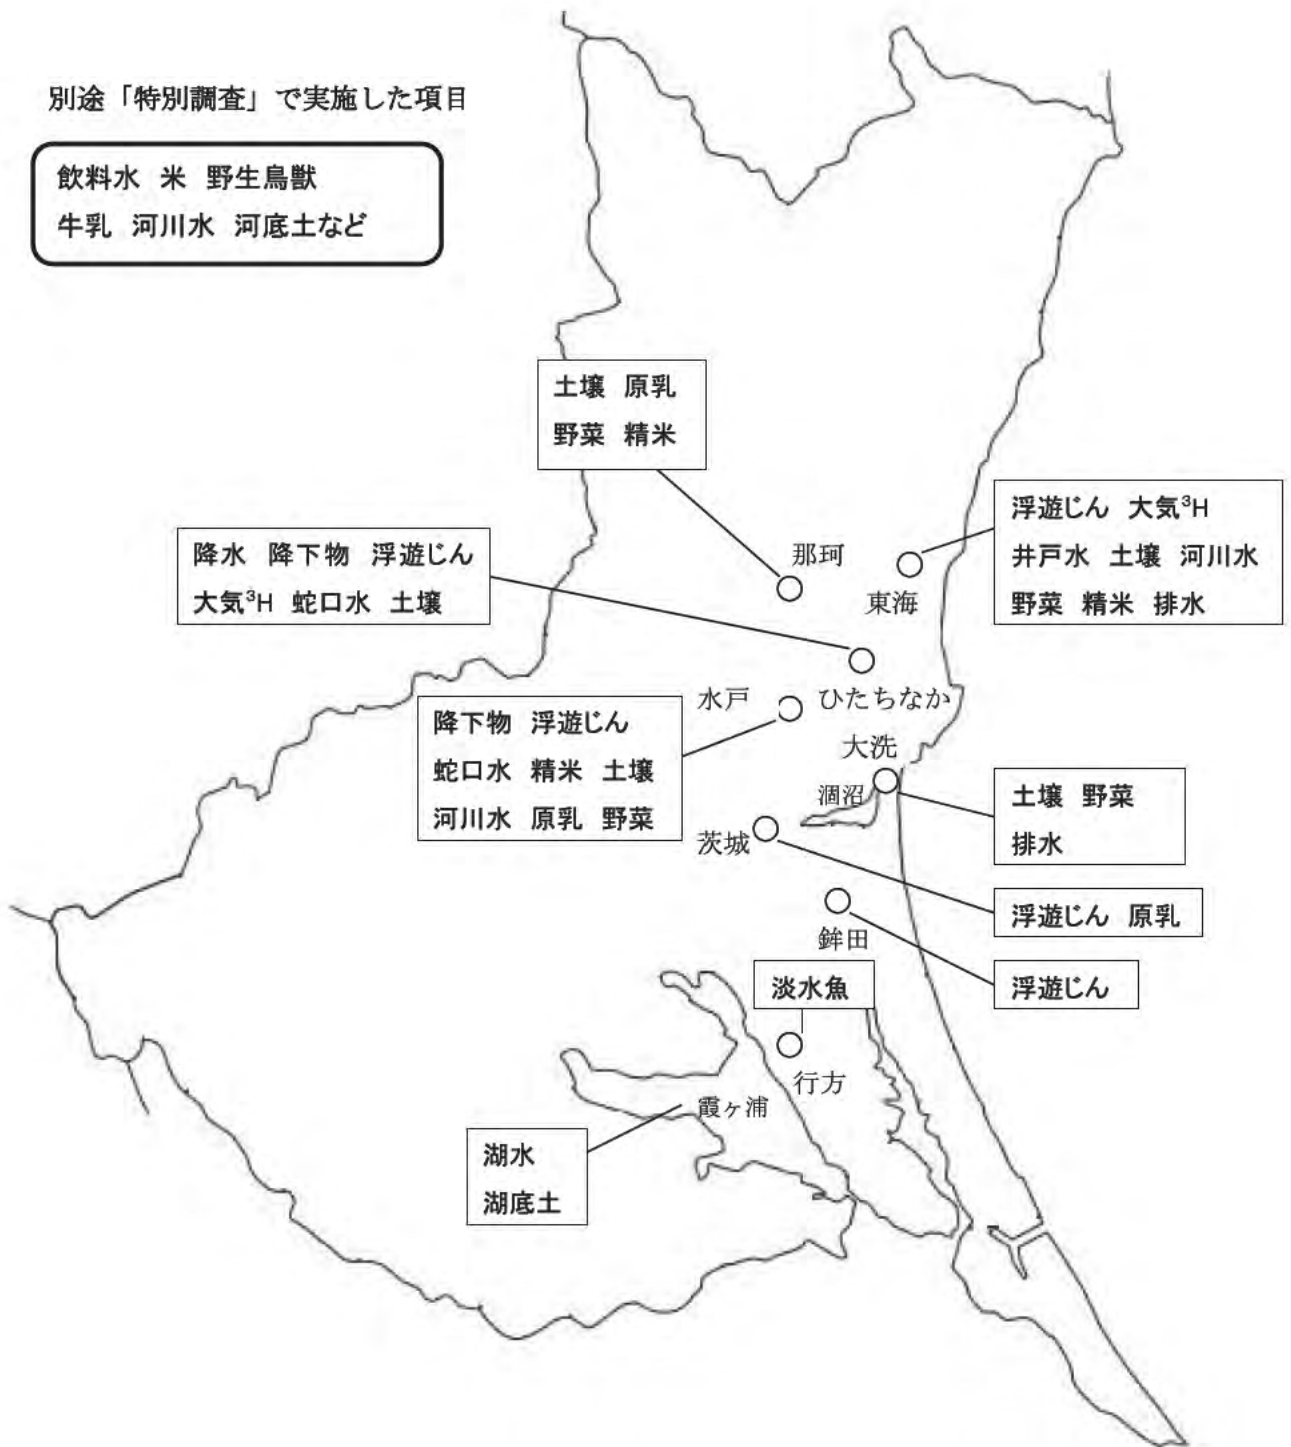 別途「特別調査」で実施した項目
飲料水 米 野生鳥獣
牛乳 河川水 河底土など
土壌 原乳
野菜 精米
浮遊じん 大気³H
井戸水 土壌 河川水
野菜 精米 排水
降水 降下物 浮遊じん
大気³H 蛇口水 土壌
那珂
東海
ひたちなか
水戸
降下物 浮遊じん
蛇口水 精米 土壌
河川水 原乳 野菜
大洗
涸沼
土壌 野菜
排水
茨城
浮遊じん 原乳
鉾田
浮遊じん
淡水魚
行方
霞ヶ浦
湖水
湖底土